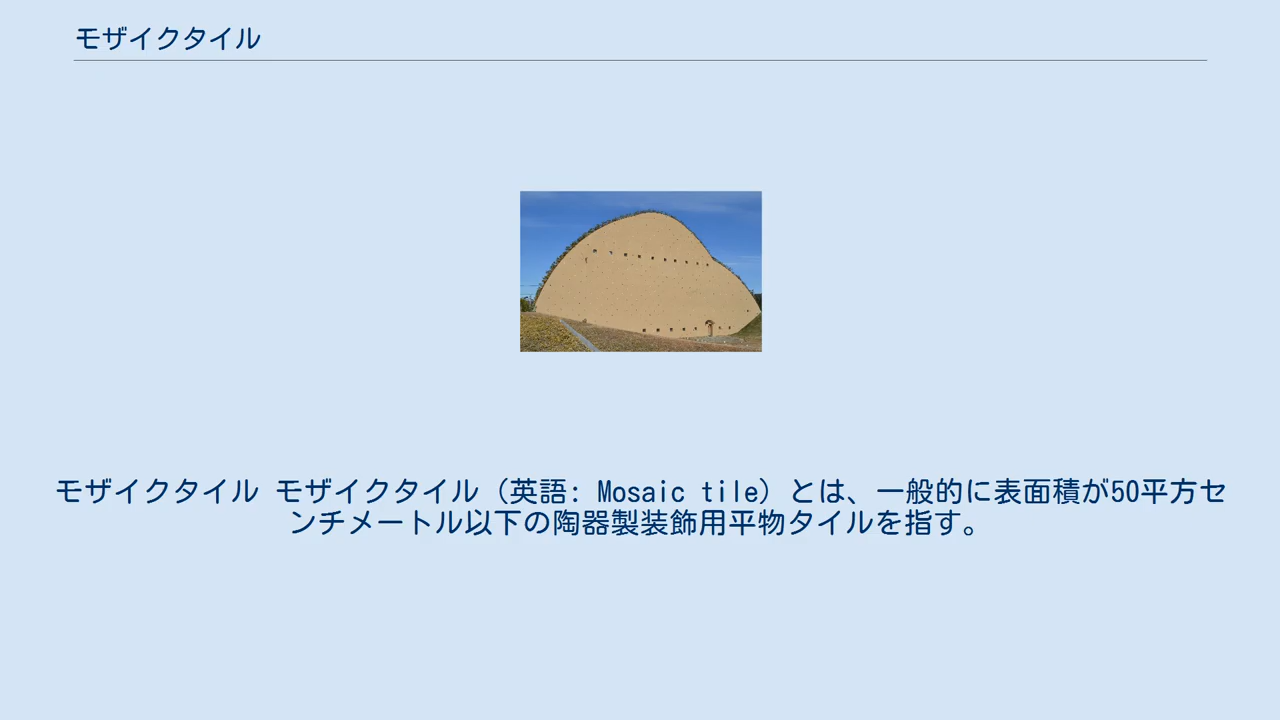 モザイクタイル
モザイクタイル モザイクタイル（英語: Mosaic tile）とは、一般的に表面積が50平方セ
ンチメートル以下の陶器製装飾用平物タイルを指す。